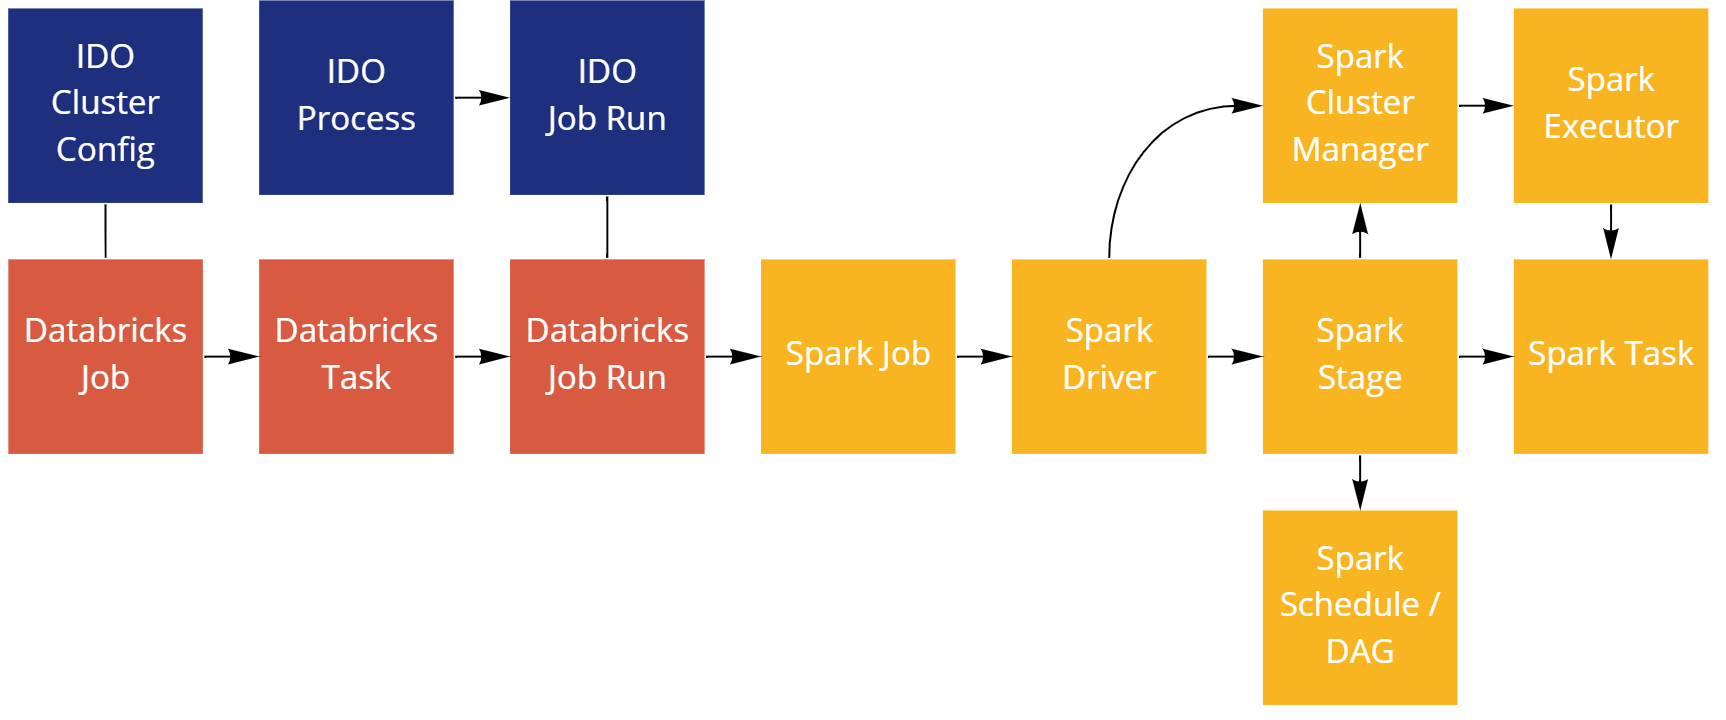 IDO
Cluster
Config
IDO
Process
IDO
Job Run
Spark
Cluster
Manager
Spark
Executor
Databricks
Job
Databricks
Task
Databricks
Job Run
Spark Job
Spark
Driver
Spark
Stage
Spark Task
Spark
Schedule /
DAG